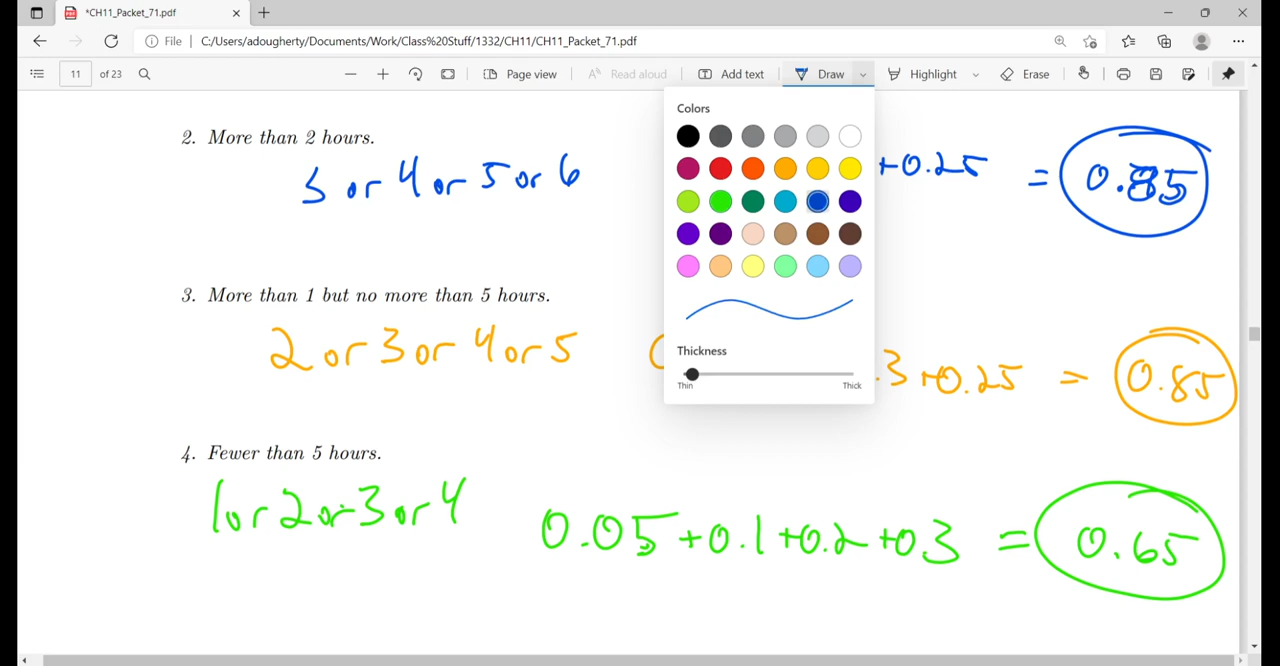 *CH11_Packet_71.pdf
File C:/Users/adougherty/Documents/Work/Class%20Stuff/1332/CH11/CH11_Packet_71.pdf
11 of 23 Page view Read aloud Add text Draw Highlight Erase
Colors
2. More than 2 hours.
3 or 4 or 5 or 6 +0.25 = 0.85
3. More than 1 but no more than 5 hours.
2 or 3 or 4 or 5 .3 +0.25 = 0.85
Thickness
Thin Thick
4. Fewer than 5 hours.
1 or 2 or 3 or 4 0.05 + 0.1 + 0.2 + 0 3 = 0.65